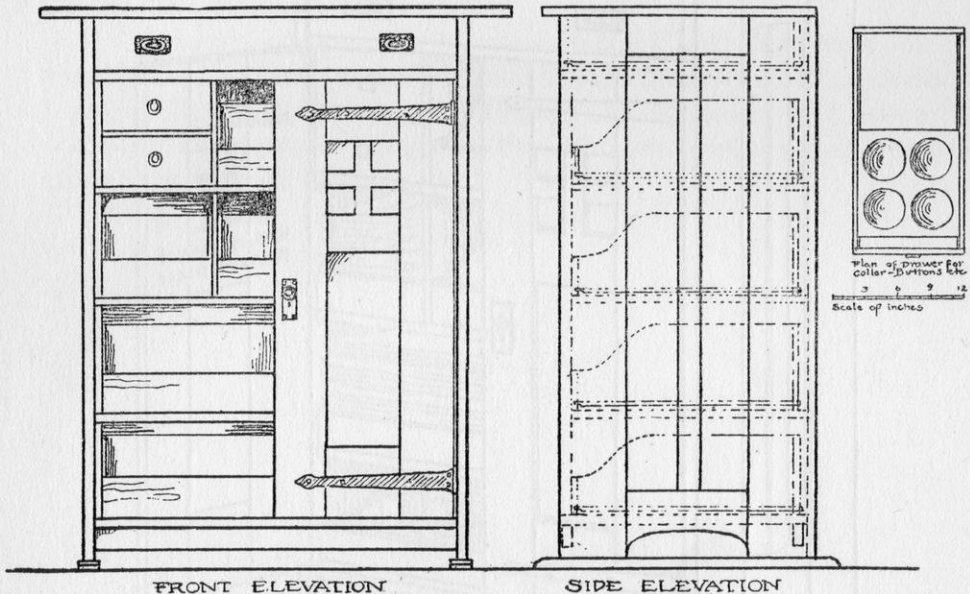 Plan of Drawer for
Collar-Buttons etc
3 6 9 12
Scale of inches
FRONT ELEVATION
SIDE ELEVATION